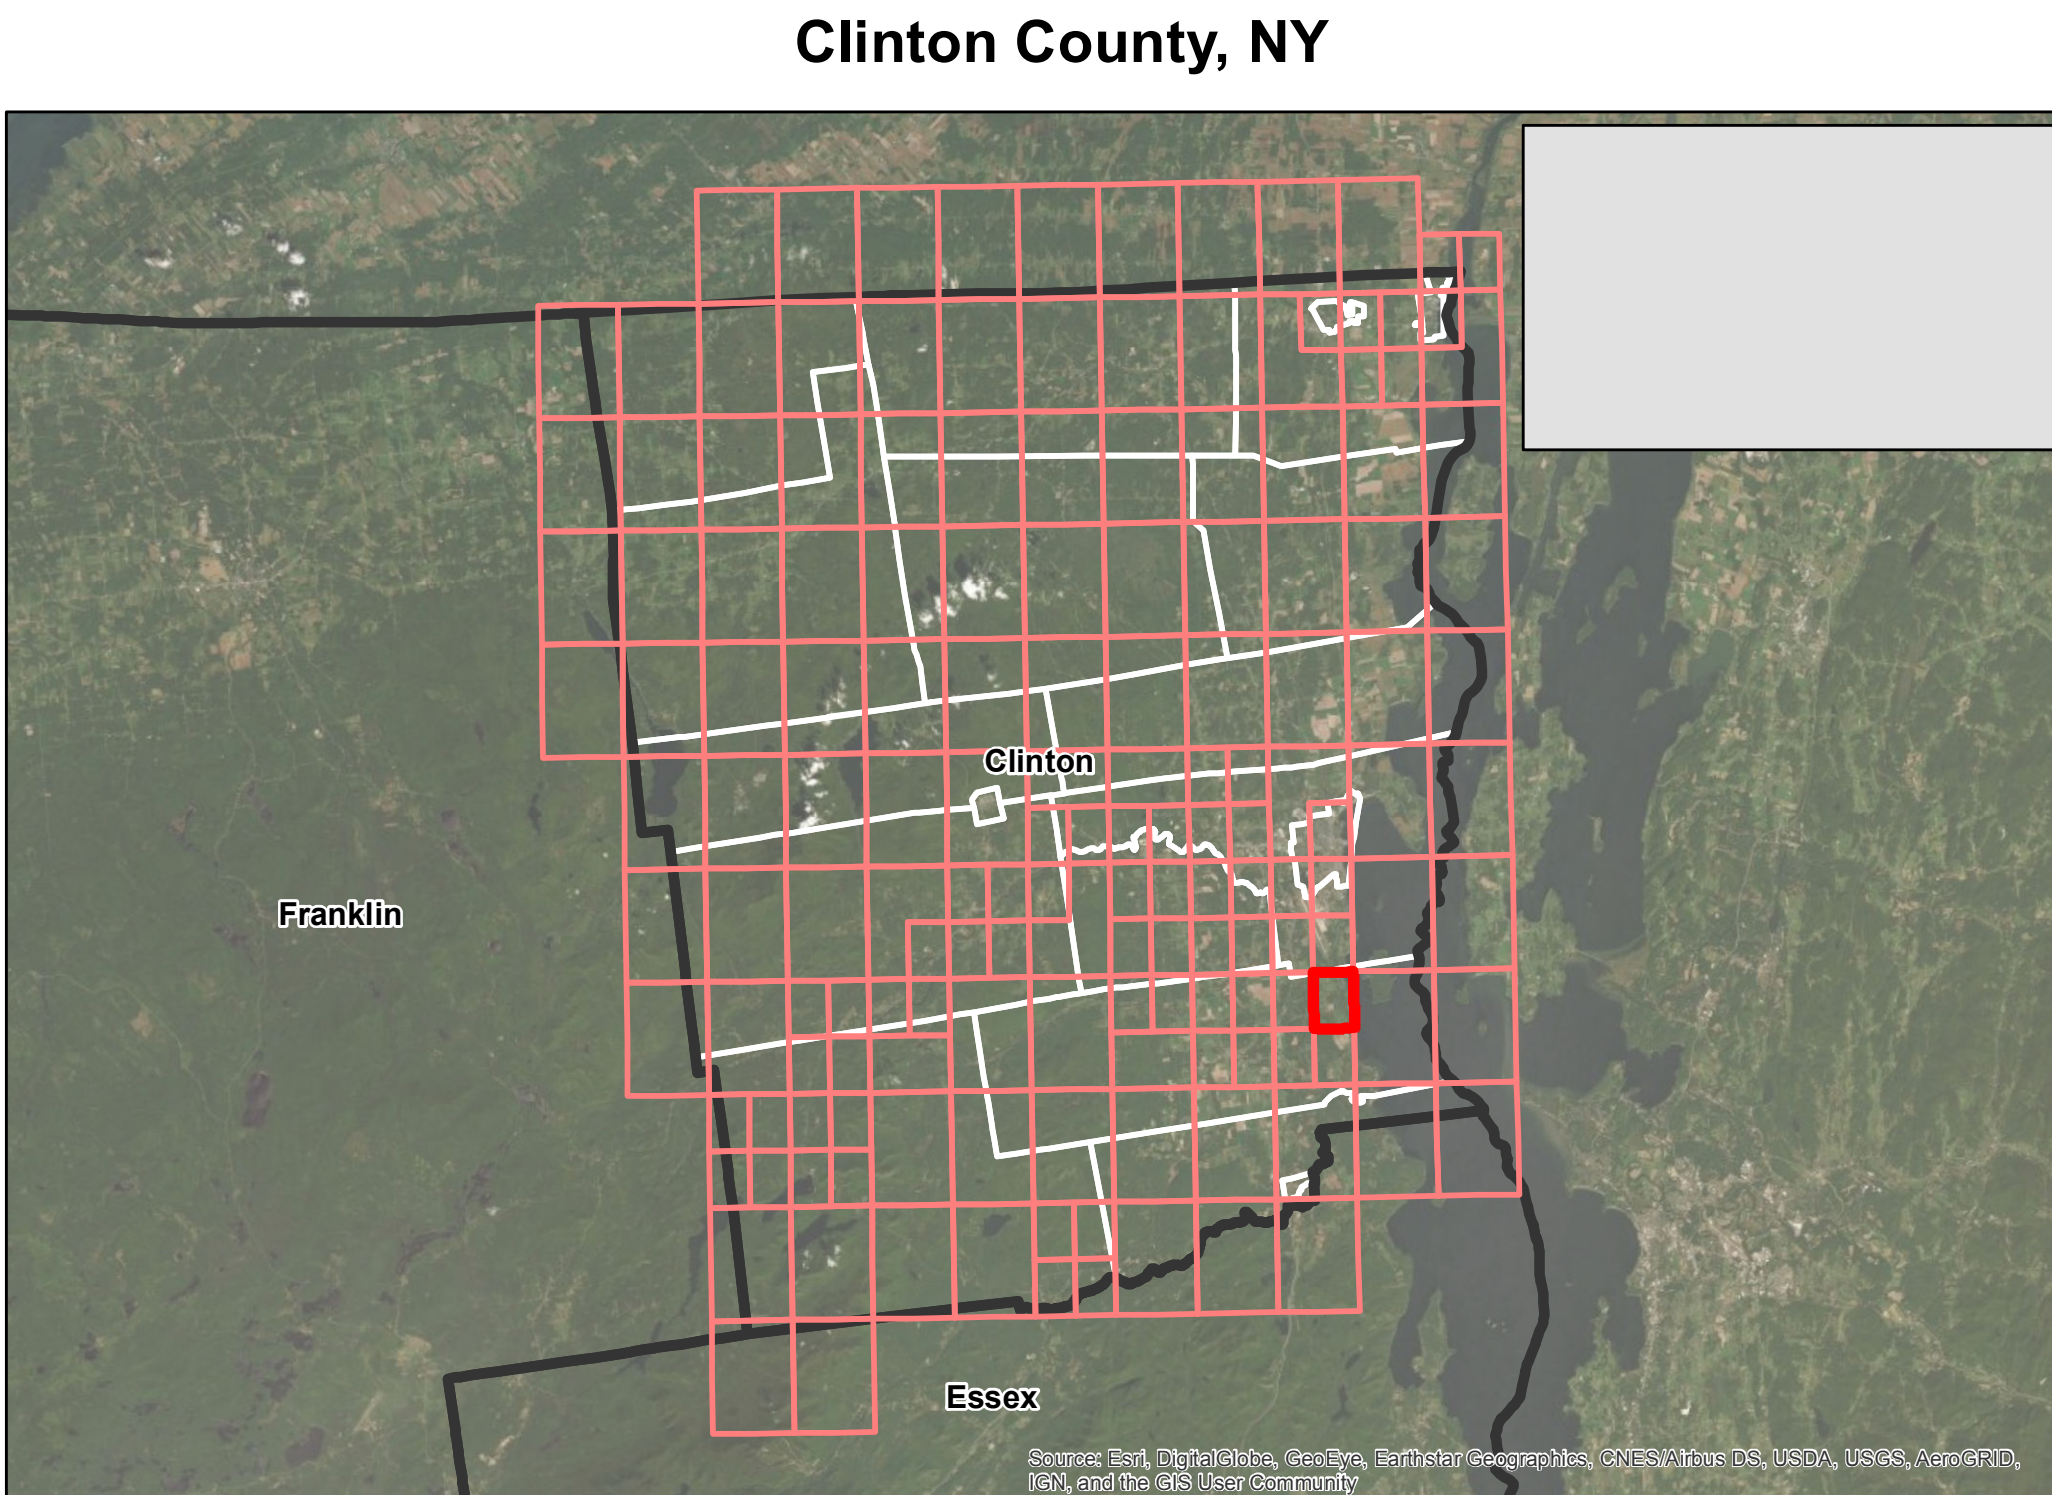 Clinton County, NY
Clinton
Franklin
Essex
Source: Esri, DigitalGlobe, GeoEye, Earthstar Geographics, CNES/Airbus DS, USDA, USGS, AeroGRID,
IGN, and the GIS User Community